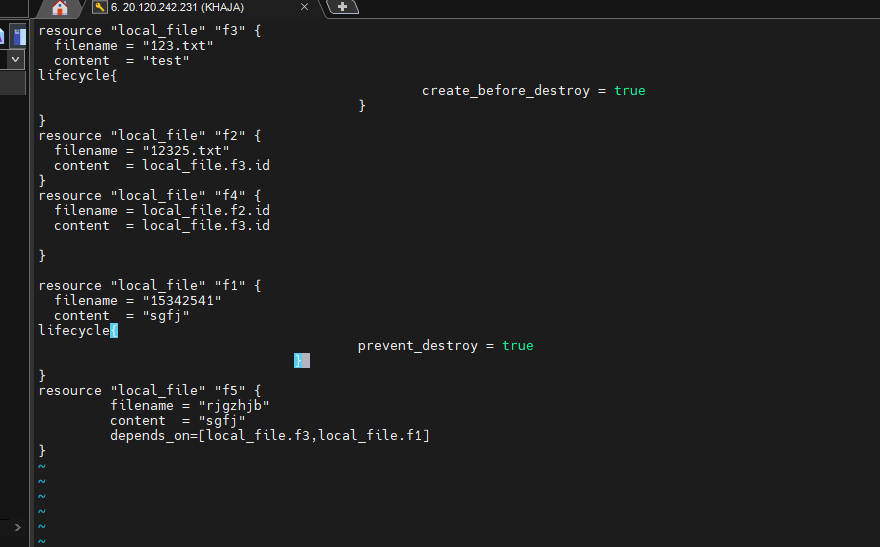 6. 20.120.242.231 (KHAJA)
resource "local_file" "f3" {
  filename = "123.txt"
  content  = "test"
lifecycle{
                                                create_before_destroy = true
                                        }
}
resource "local_file" "f2" {
  filename = "12325.txt"
  content  = local_file.f3.id
}
resource "local_file" "f4" {
  filename = local_file.f2.id
  content  = local_file.f3.id

}

resource "local_file" "f1" {
  filename = "15342541"
  content  = "sgfj"
lifecycle{
                                        prevent_destroy = true
                                }
}
resource "local_file" "f5" {
         filename = "rjgzhjb"
         content  = "sgfj"
         depends_on=[local_file.f3,local_file.f1]
}
~
~
~
~
~
~